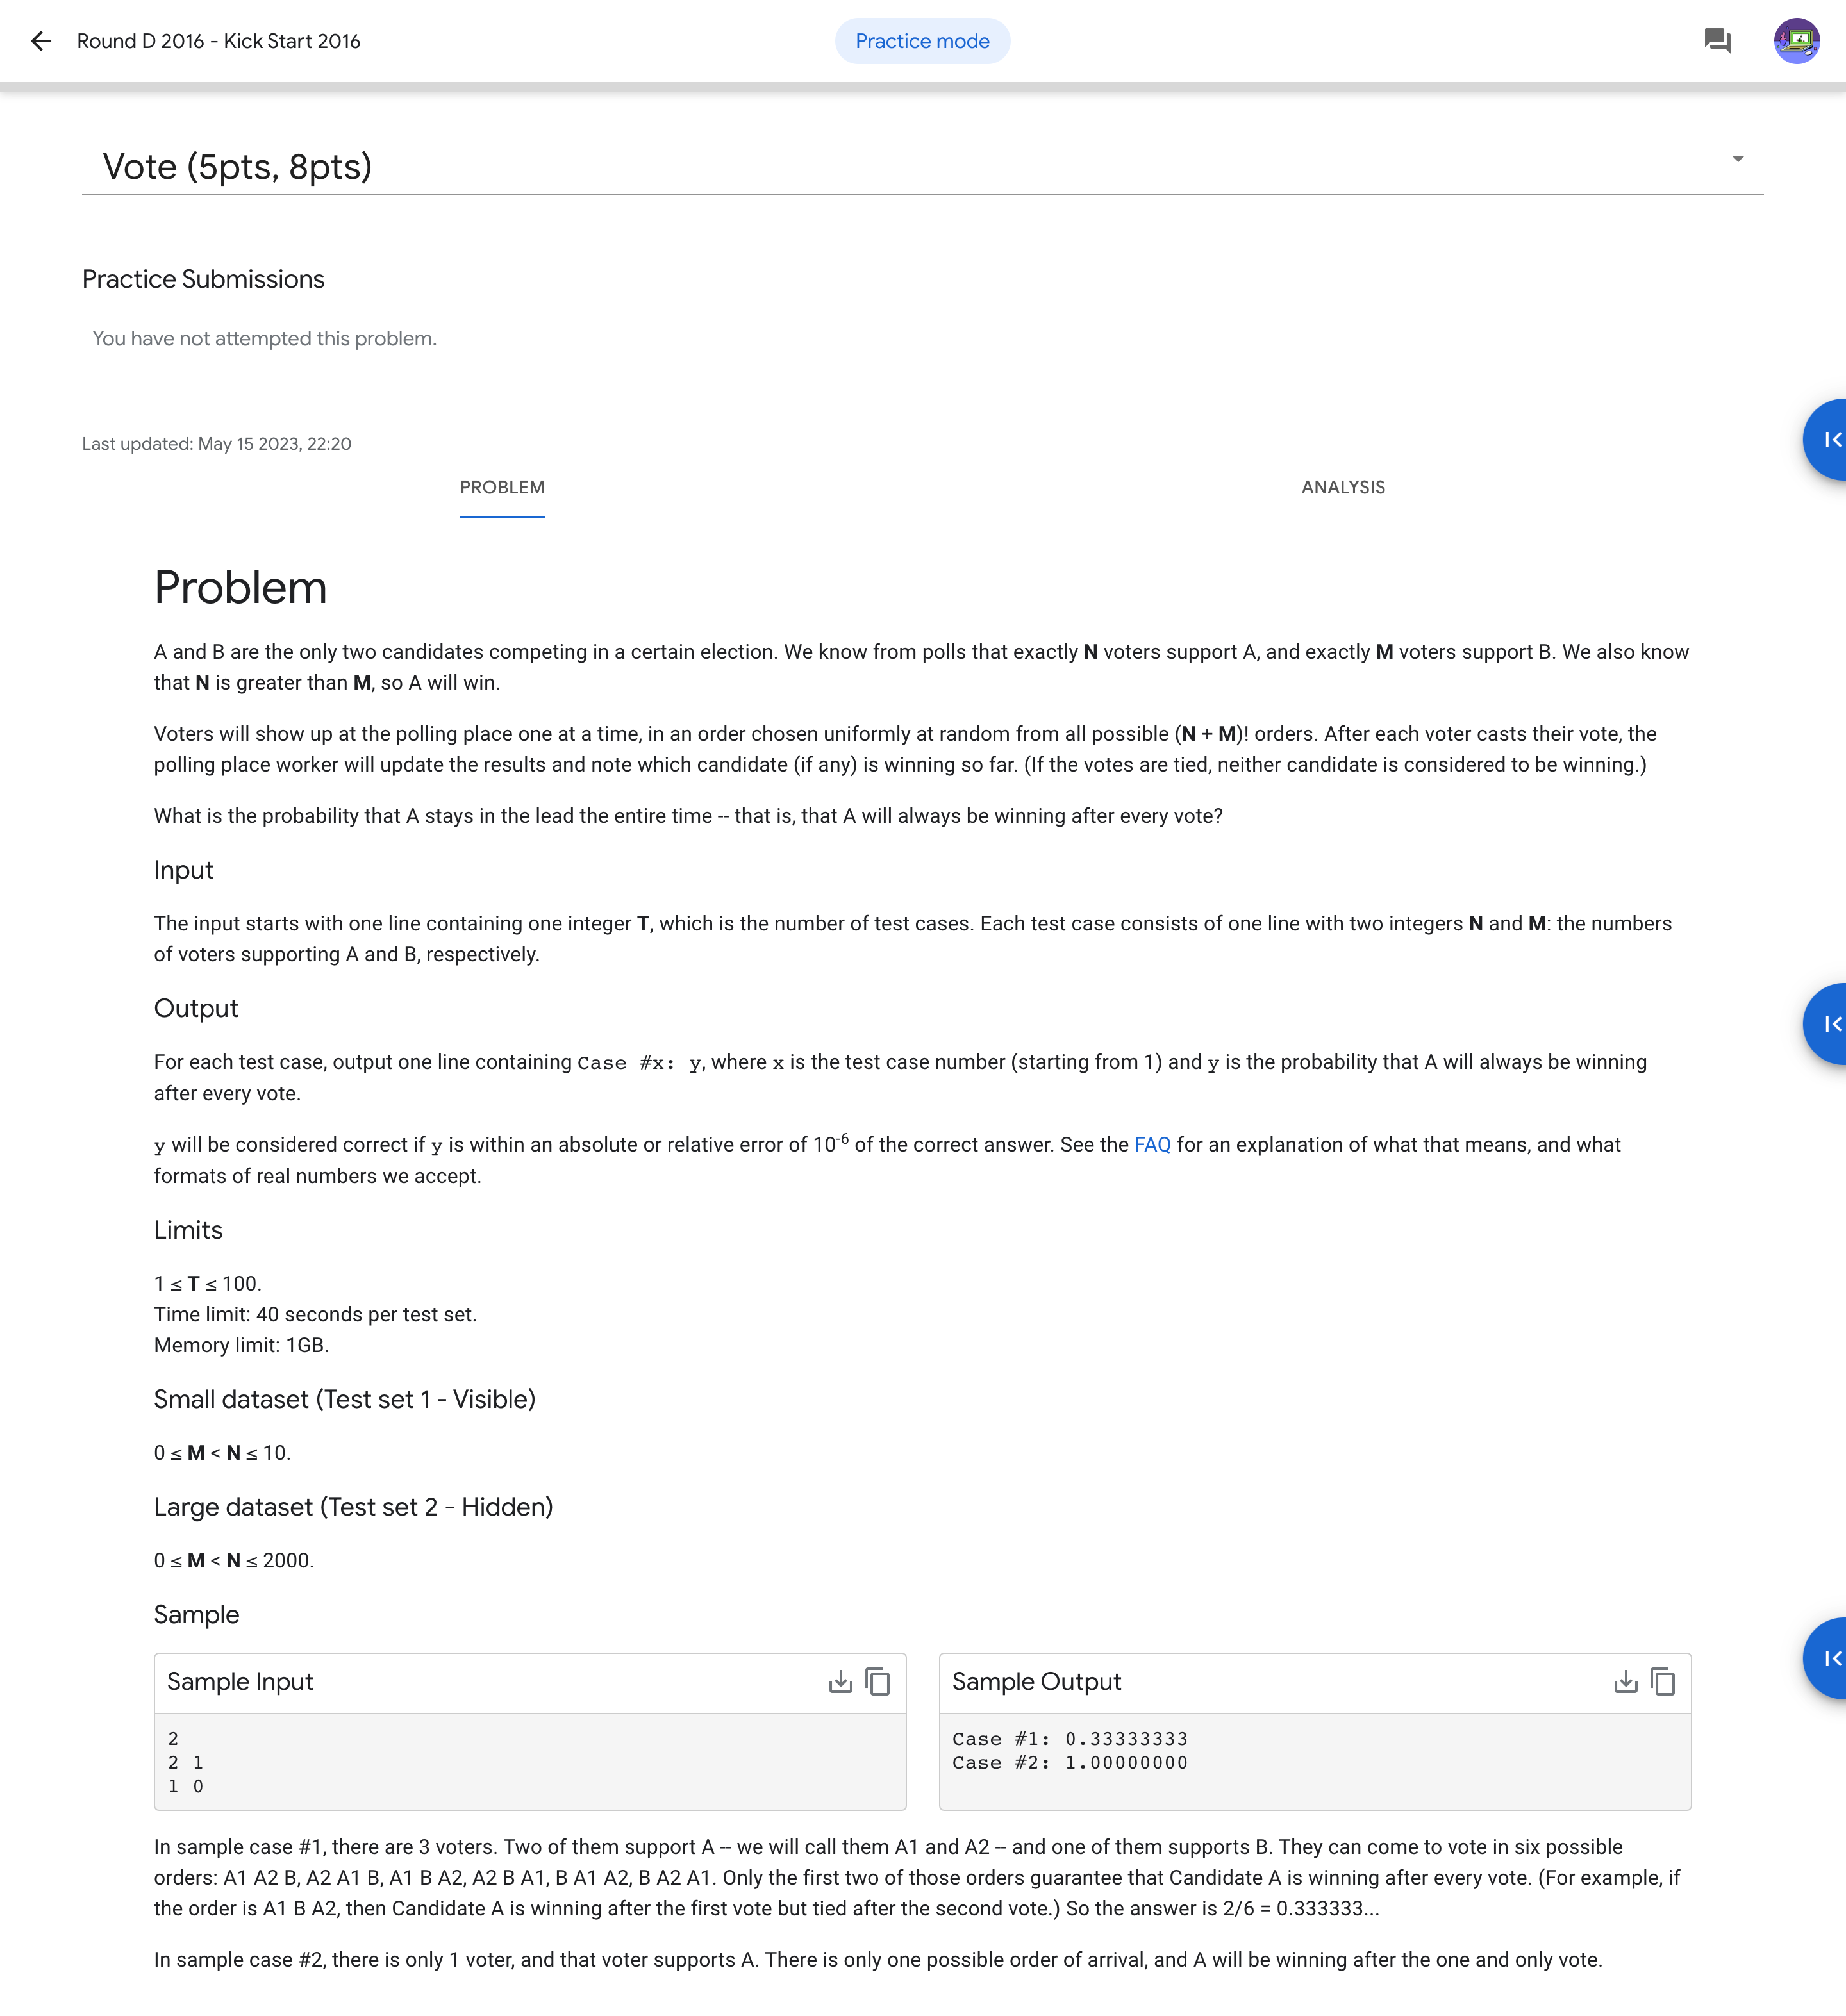 Round D 2016 - Kick Start 2016
Practice mode
Vote (5pts, 8pts)
Practice Submissions
You have not attempted this problem.
Last updated: May 15 2023, 22:20
PROBLEM
ANALYSIS
Problem
A and B are the only two candidates competing in a certain election. We know from polls that exactly N voters support A, and exactly M voters support B. We also know
that N is greater than M, so A will win.
Voters will show up at the polling place one at a time, in an order chosen uniformly at random from all possible (N + M)! orders. After each voter casts their vote, the
polling place worker will update the results and note which candidate (if any) is winning so far. (If the votes are tied, neither candidate is considered to be winning.)
What is the probability that A stays in the lead the entire time -- that is, that A will always be winning after every vote?
Input
The input starts with one line containing one integer T, which is the number of test cases. Each test case consists of one line with two integers N and M: the numbers
of voters supporting A and B, respectively.
Output
For each test case, output one line containing Case #x: y, where x is the test case number (starting from 1) and y is the probability that A will always be winning
after every vote.
y will be considered correct if y is within an absolute or relative error of 10-6 of the correct answer. See the FAQ for an explanation of what that means, and what
formats of real numbers we accept.
Limits
1 ≤ T ≤ 100.
Time limit: 40 seconds per test set.
Memory limit: 1GB.
Small dataset (Test set 1 - Visible)
0 ≤ M < N ≤ 10.
Large dataset (Test set 2 - Hidden)
0 ≤ M < N ≤ 2000.
Sample
Sample Input
2
2 1
1 0
Sample Output
Case #1: 0.33333333
Case #2: 1.00000000
In sample case #1, there are 3 voters. Two of them support A -- we will call them A1 and A2 -- and one of them supports B. They can come to vote in six possible
orders: A1 A2 B, A2 A1 B, A1 B A2, A2 B A1, B A1 A2, B A2 A1. Only the first two of those orders guarantee that Candidate A is winning after every vote. (For example, if
the order is A1 B A2, then Candidate A is winning after the first vote but tied after the second vote.) So the answer is 2/6 = 0.333333...
In sample case #2, there is only 1 voter, and that voter supports A. There is only one possible order of arrival, and A will be winning after the one and only vote.